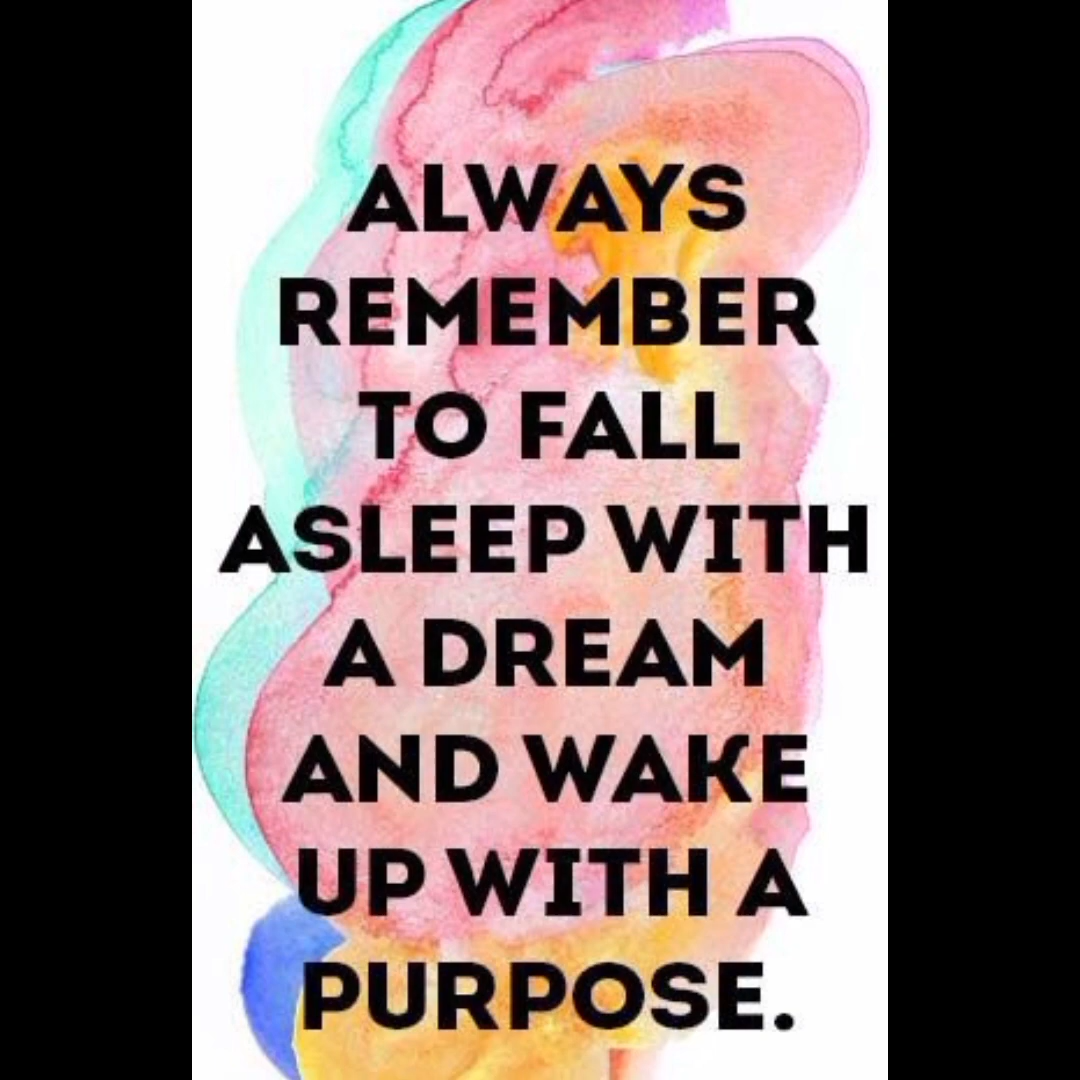 ALWAYS
REMEMBER
TO FALL
ASLEEP WITH
A DREAM
AND WAKE
UP WITH A
PURPOSE.